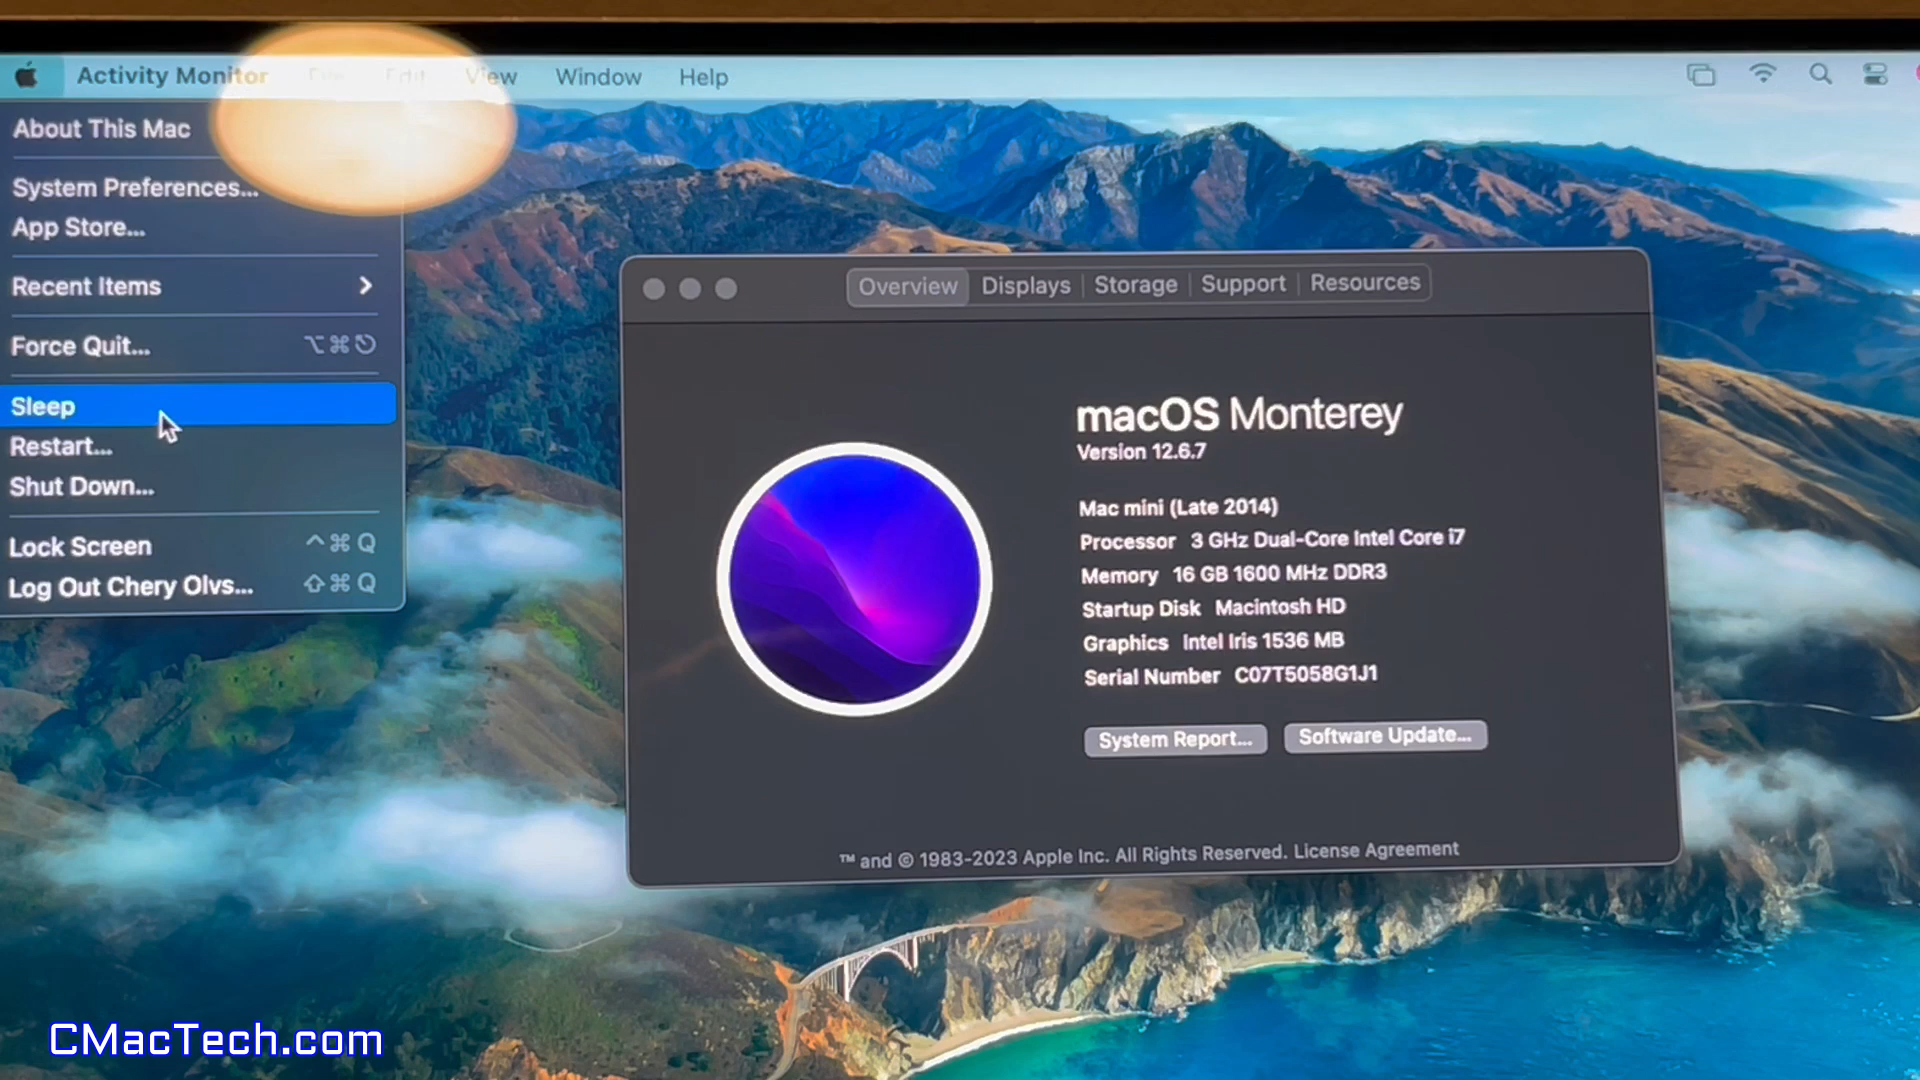 Activity Monitor File Edit View Window Help
About This Mac
System Preferences...
App Store...
Recent Items
Force Quit... ⌥⌘⎋
Sleep
Restart...
Shut Down...
Lock Screen ^⌘Q
Log Out Chery Olvs... ⇧⌘Q
Overview Displays Storage Support Resources
macOS Monterey
Version 12.6.7
Mac mini (Late 2014)
Processor 3 GHz Dual-Core Intel Core i7
Memory 16 GB 1600 MHz DDR3
Startup Disk Macintosh HD
Graphics Intel Iris 1536 MB
Serial Number C07T5058G1J1
System Report... Software Update...
™ and © 1983-2023 Apple Inc. All Rights Reserved. License Agreement
CMacTech.com